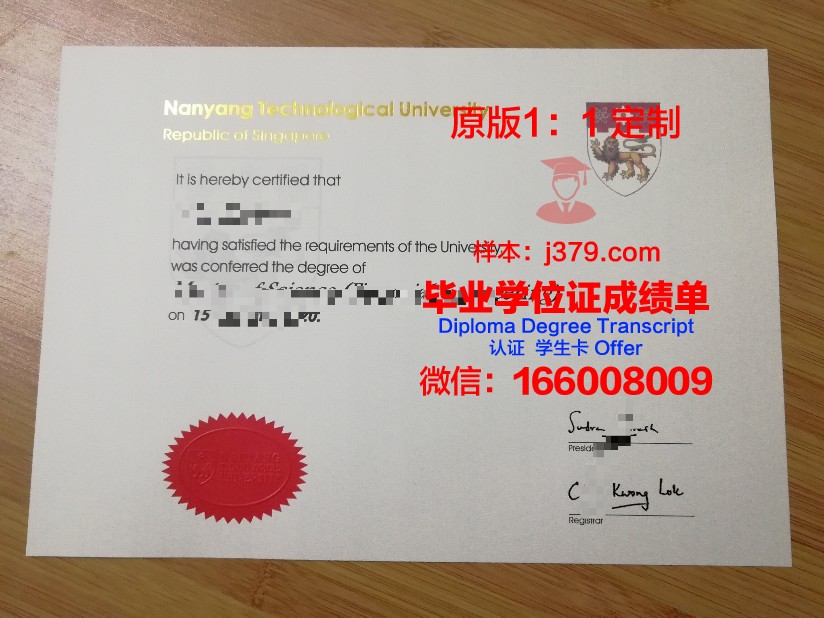 Nanyang Technological University
Republic of Singapore
原版1：1 定制
It is hereby certified that
having satisfied the requirements of the University,
was conferred the degree of
样本：j379.com
毕业学位证成绩单
on 15
Diploma Degree Transcript
认证 学生卡 Offer
微信：166008009
Kwong Lok
Registrar